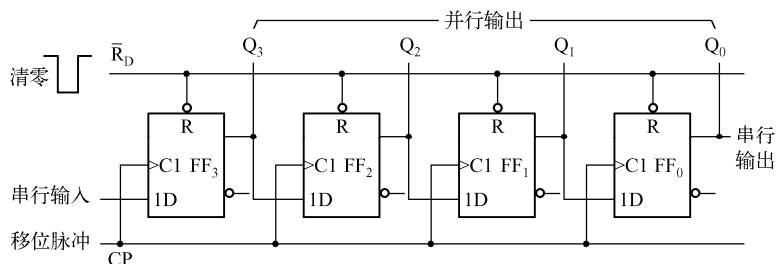 并行输出
清零
R̅D
Q3
Q2
Q1
Q0
R
R
R
R
C1 FF3
C1 FF2
C1 FF1
C1 FF0
串行输出
串行输入
1D
1D
1D
1D
移位脉冲
CP